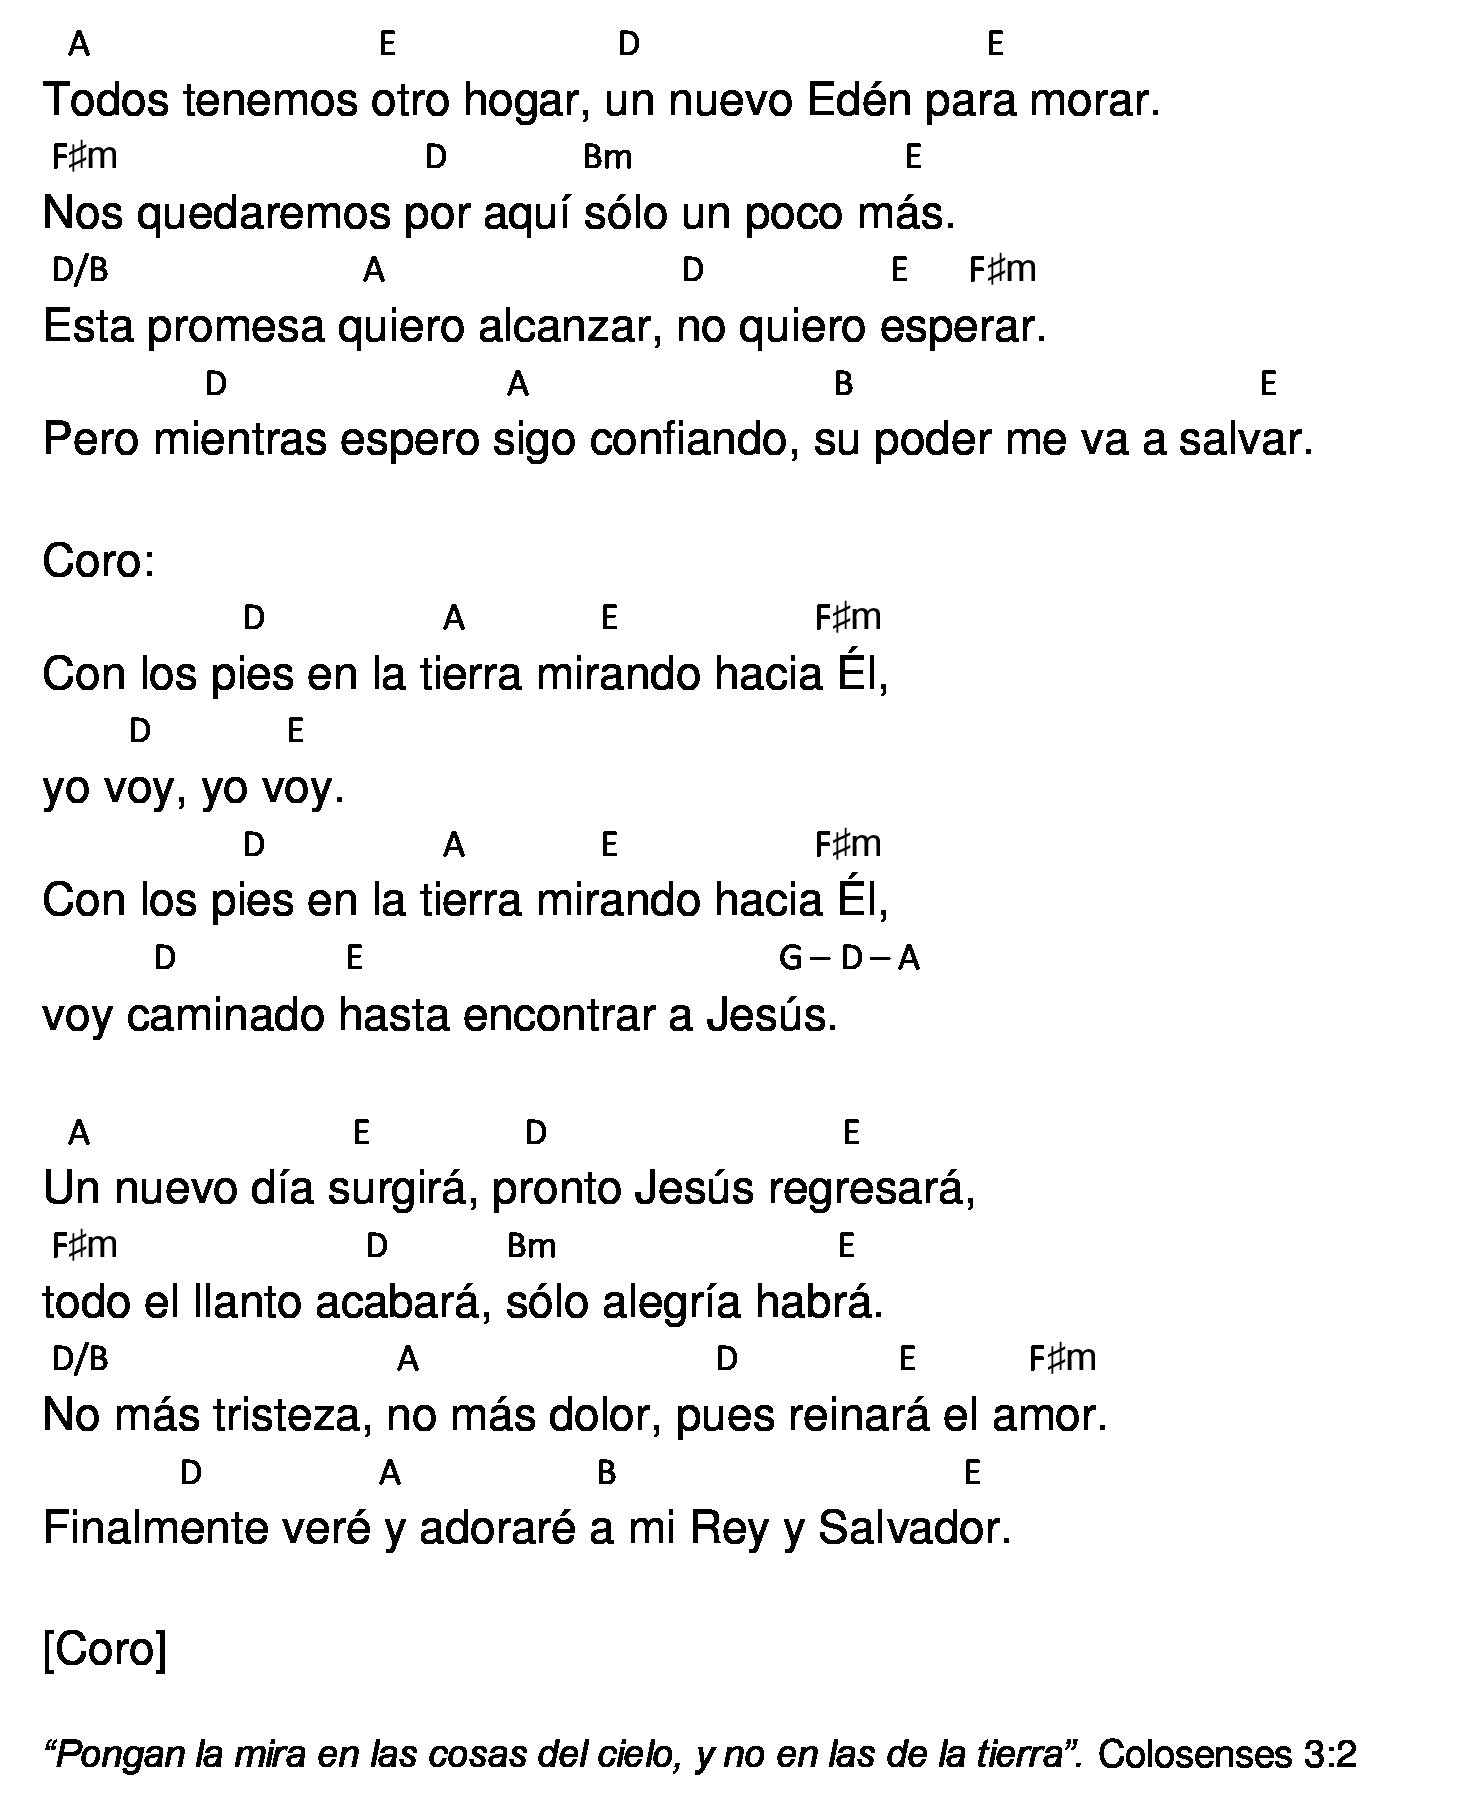 A E D E
Todos tenemos otro hogar, un nuevo Edén para morar.
F♯m D Bm E
Nos quedaremos por aquí sólo un poco más.
D/B A D E F♯m
Esta promesa quiero alcanzar, no quiero esperar.
D A B E
Pero mientras espero sigo confiando, su poder me va a salvar.
Coro:
D A E F♯m
Con los pies en la tierra mirando hacia Él,
D E
yo voy, yo voy.
D A E F♯m
Con los pies en la tierra mirando hacia Él,
D E G – D – A
voy caminado hasta encontrar a Jesús.
A E D E
Un nuevo día surgirá, pronto Jesús regresará,
F♯m D Bm E
todo el llanto acabará, sólo alegría habrá.
D/B A D E F♯m
No más tristeza, no más dolor, pues reinará el amor.
D A B E
Finalmente veré y adoraré a mi Rey y Salvador.
[Coro]
“Pongan la mira en las cosas del cielo, y no en las de la tierra”. Colosenses 3:2